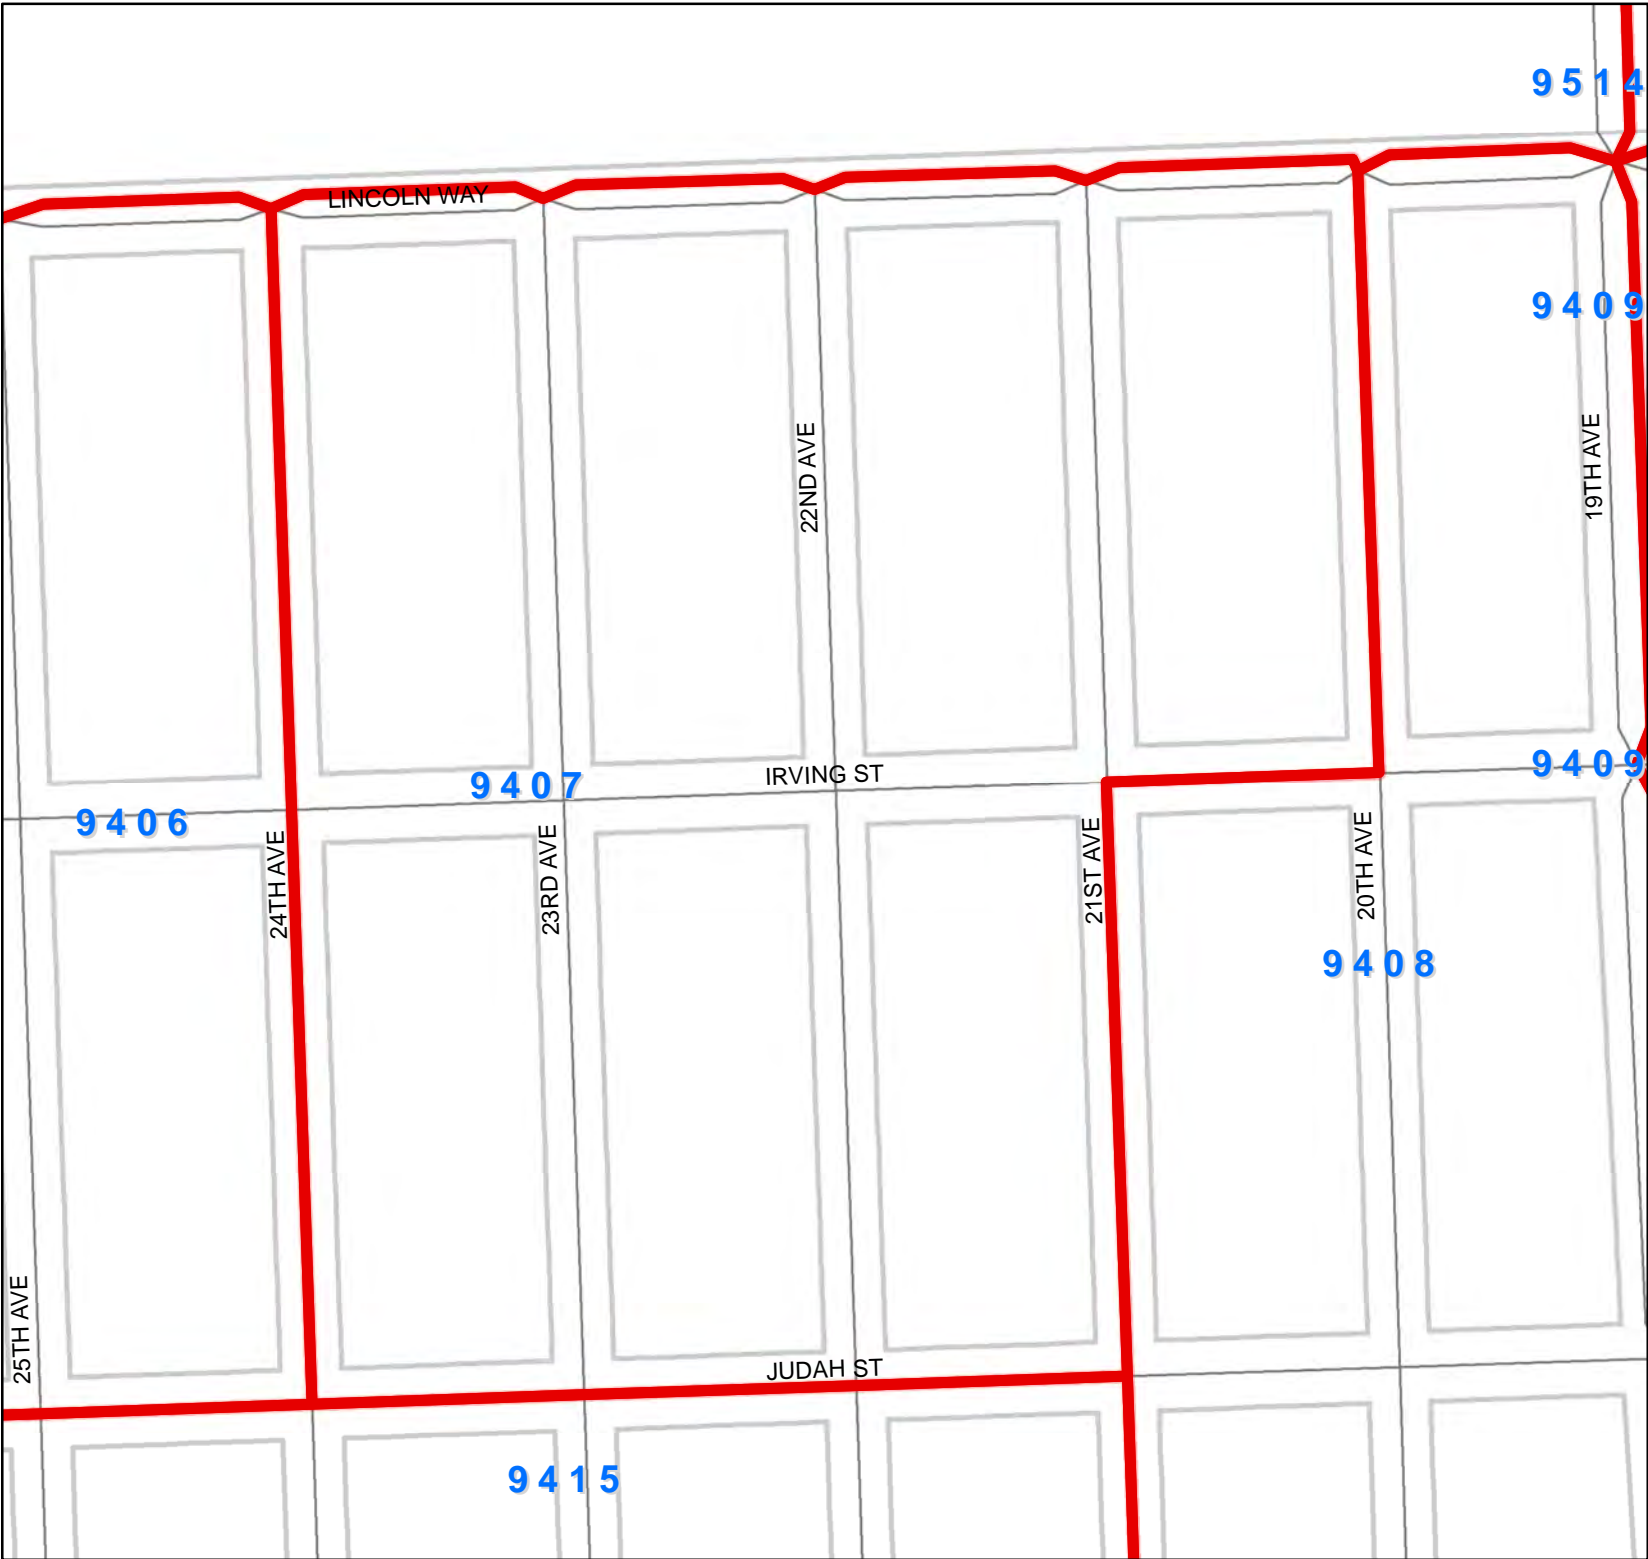 9514
LINCOLN WAY
9409
22ND AVE
19TH AVE
IRVING ST
9409
9407
9406
24TH AVE
23RD AVE
21ST AVE
20TH AVE
9408
25TH AVE
JUDAH ST
9415